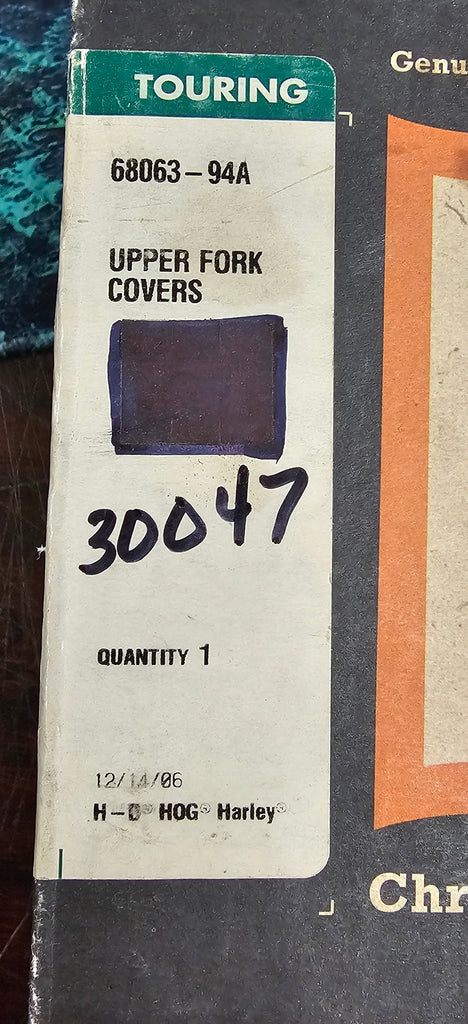 TOURING
68063-94A
UPPER FORK
COVERS
30047
QUANTITY 1
12/14/06
H-D® HOG® Harley®
Genu
Chr